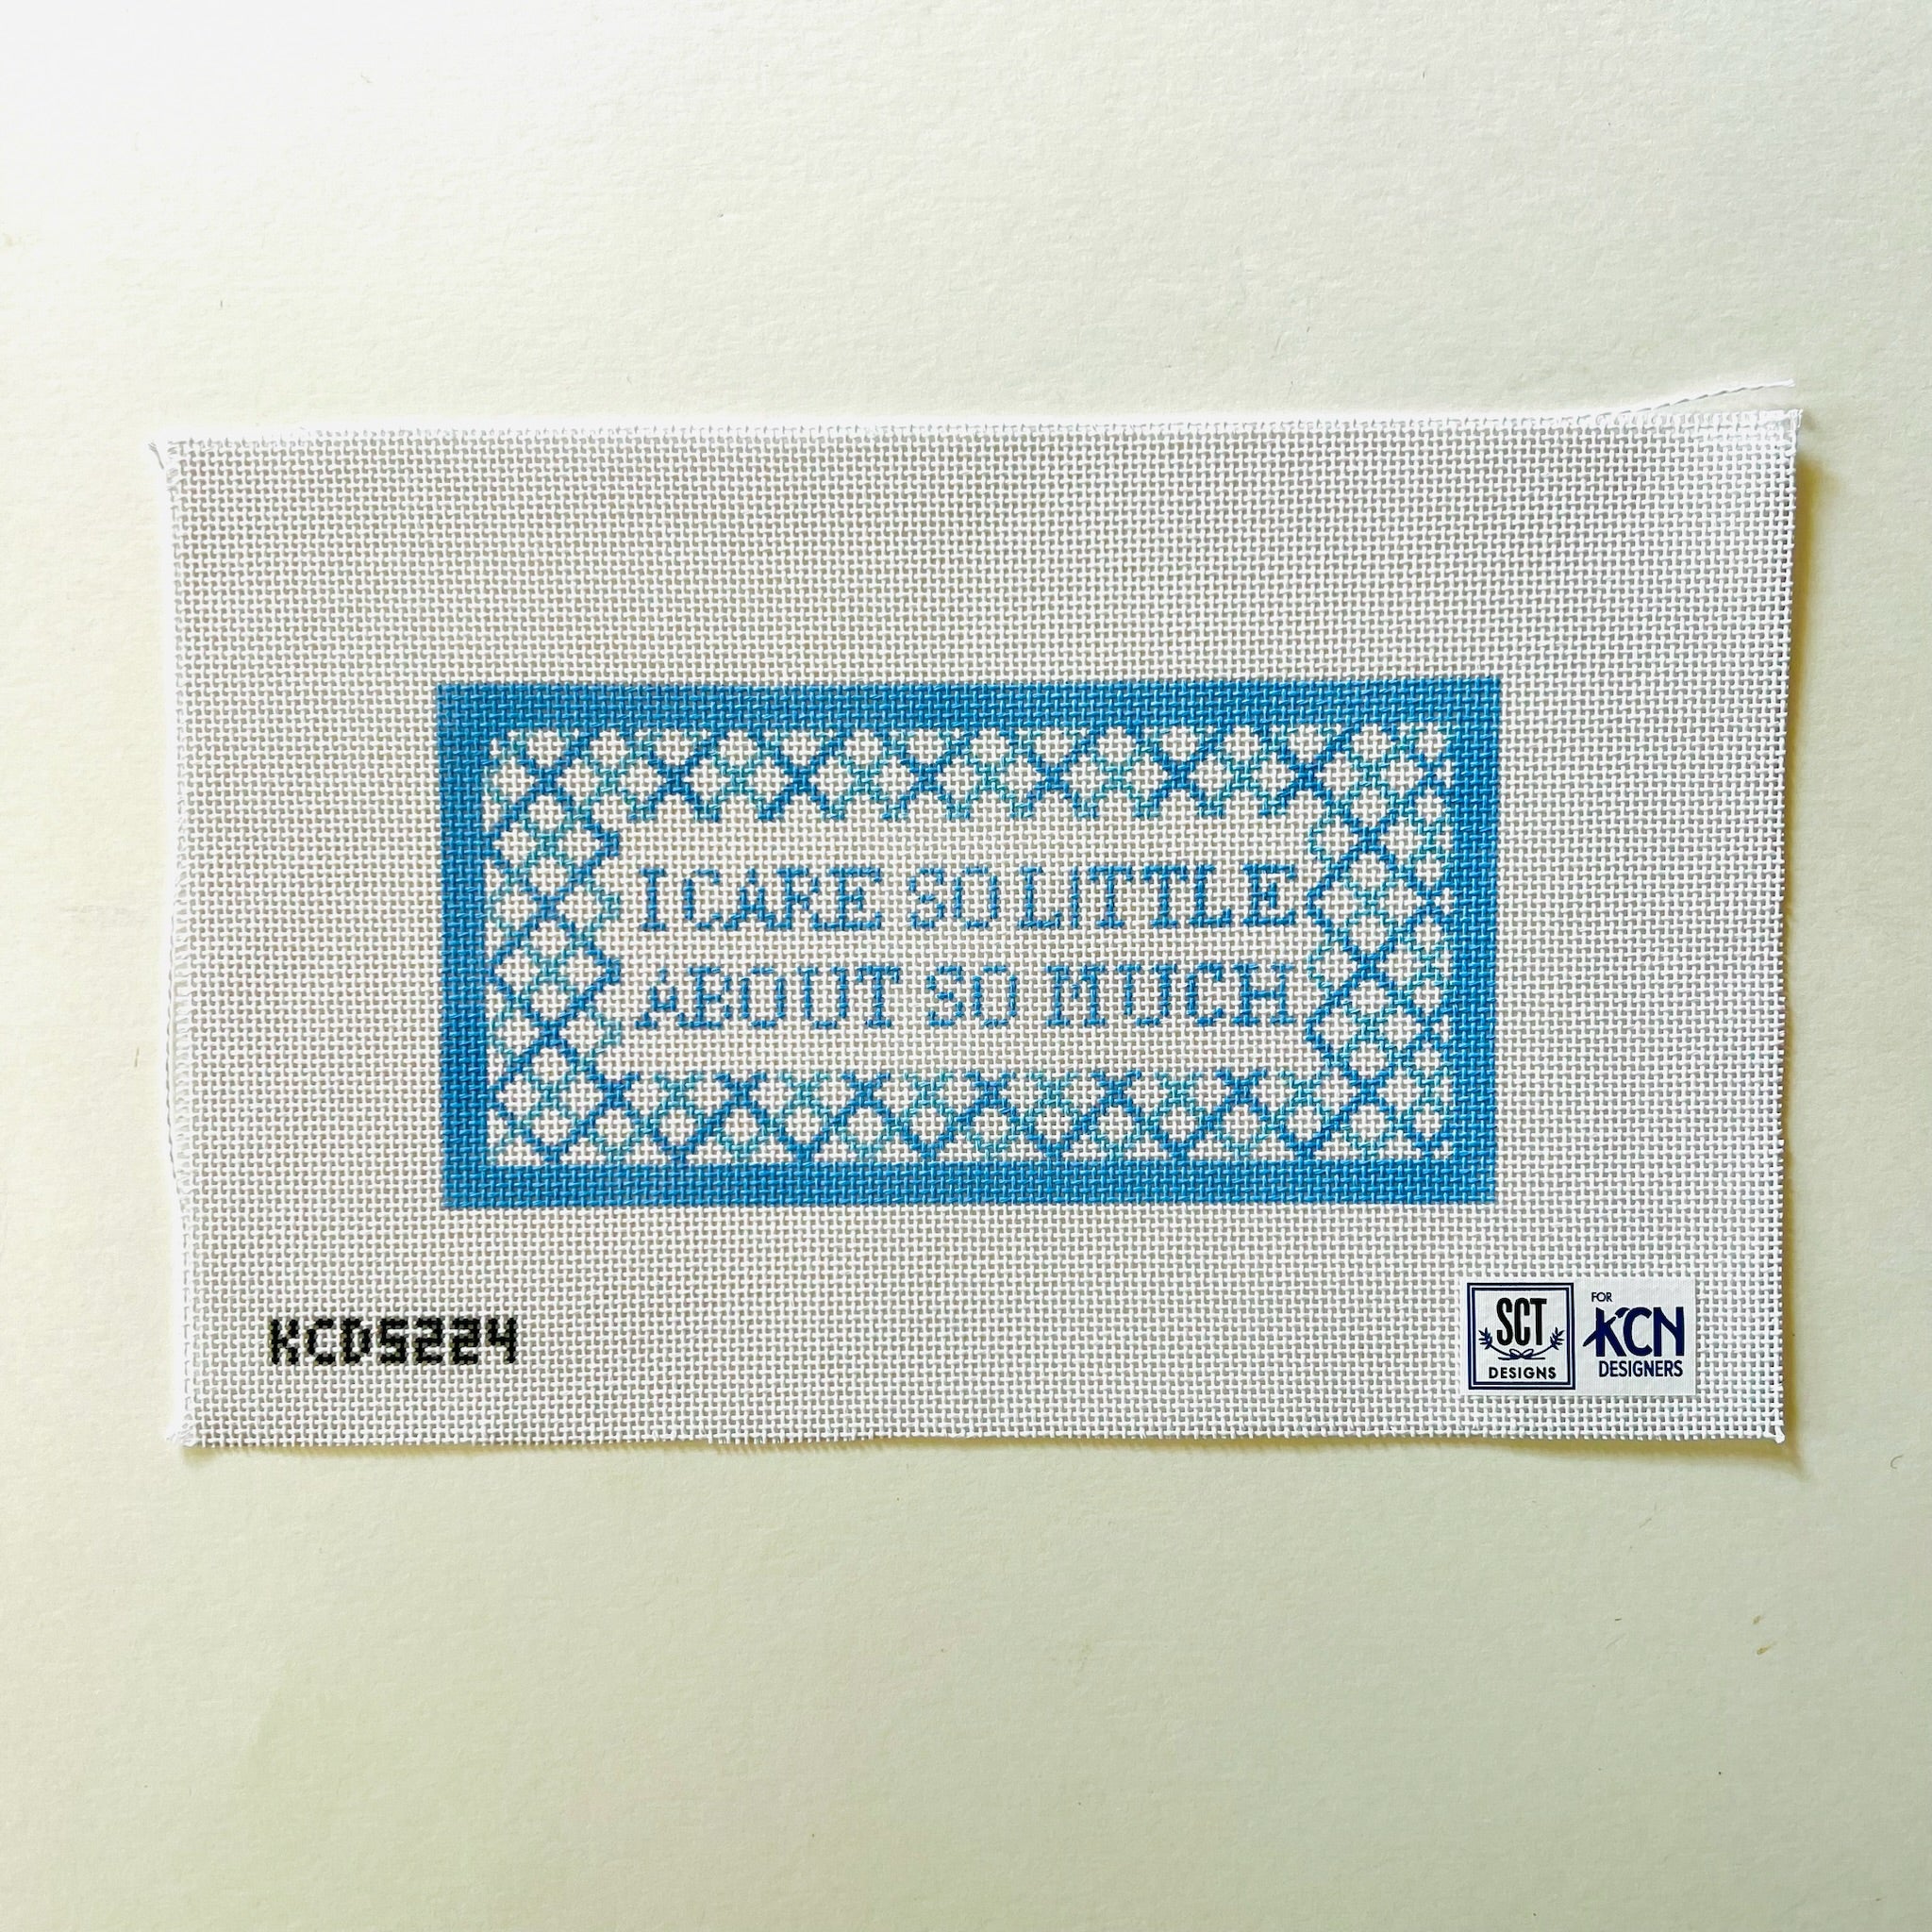 I CARE SO LITTLE
ABOUT SO MUCH
KCD5224
SCT
DESIGNS
FOR
KCN
DESIGNERS